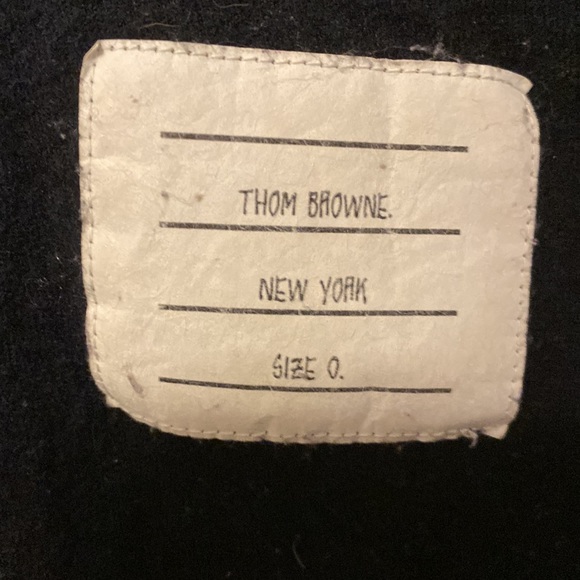 THOM BROWNE.
NEW YORK
SIZE 0.